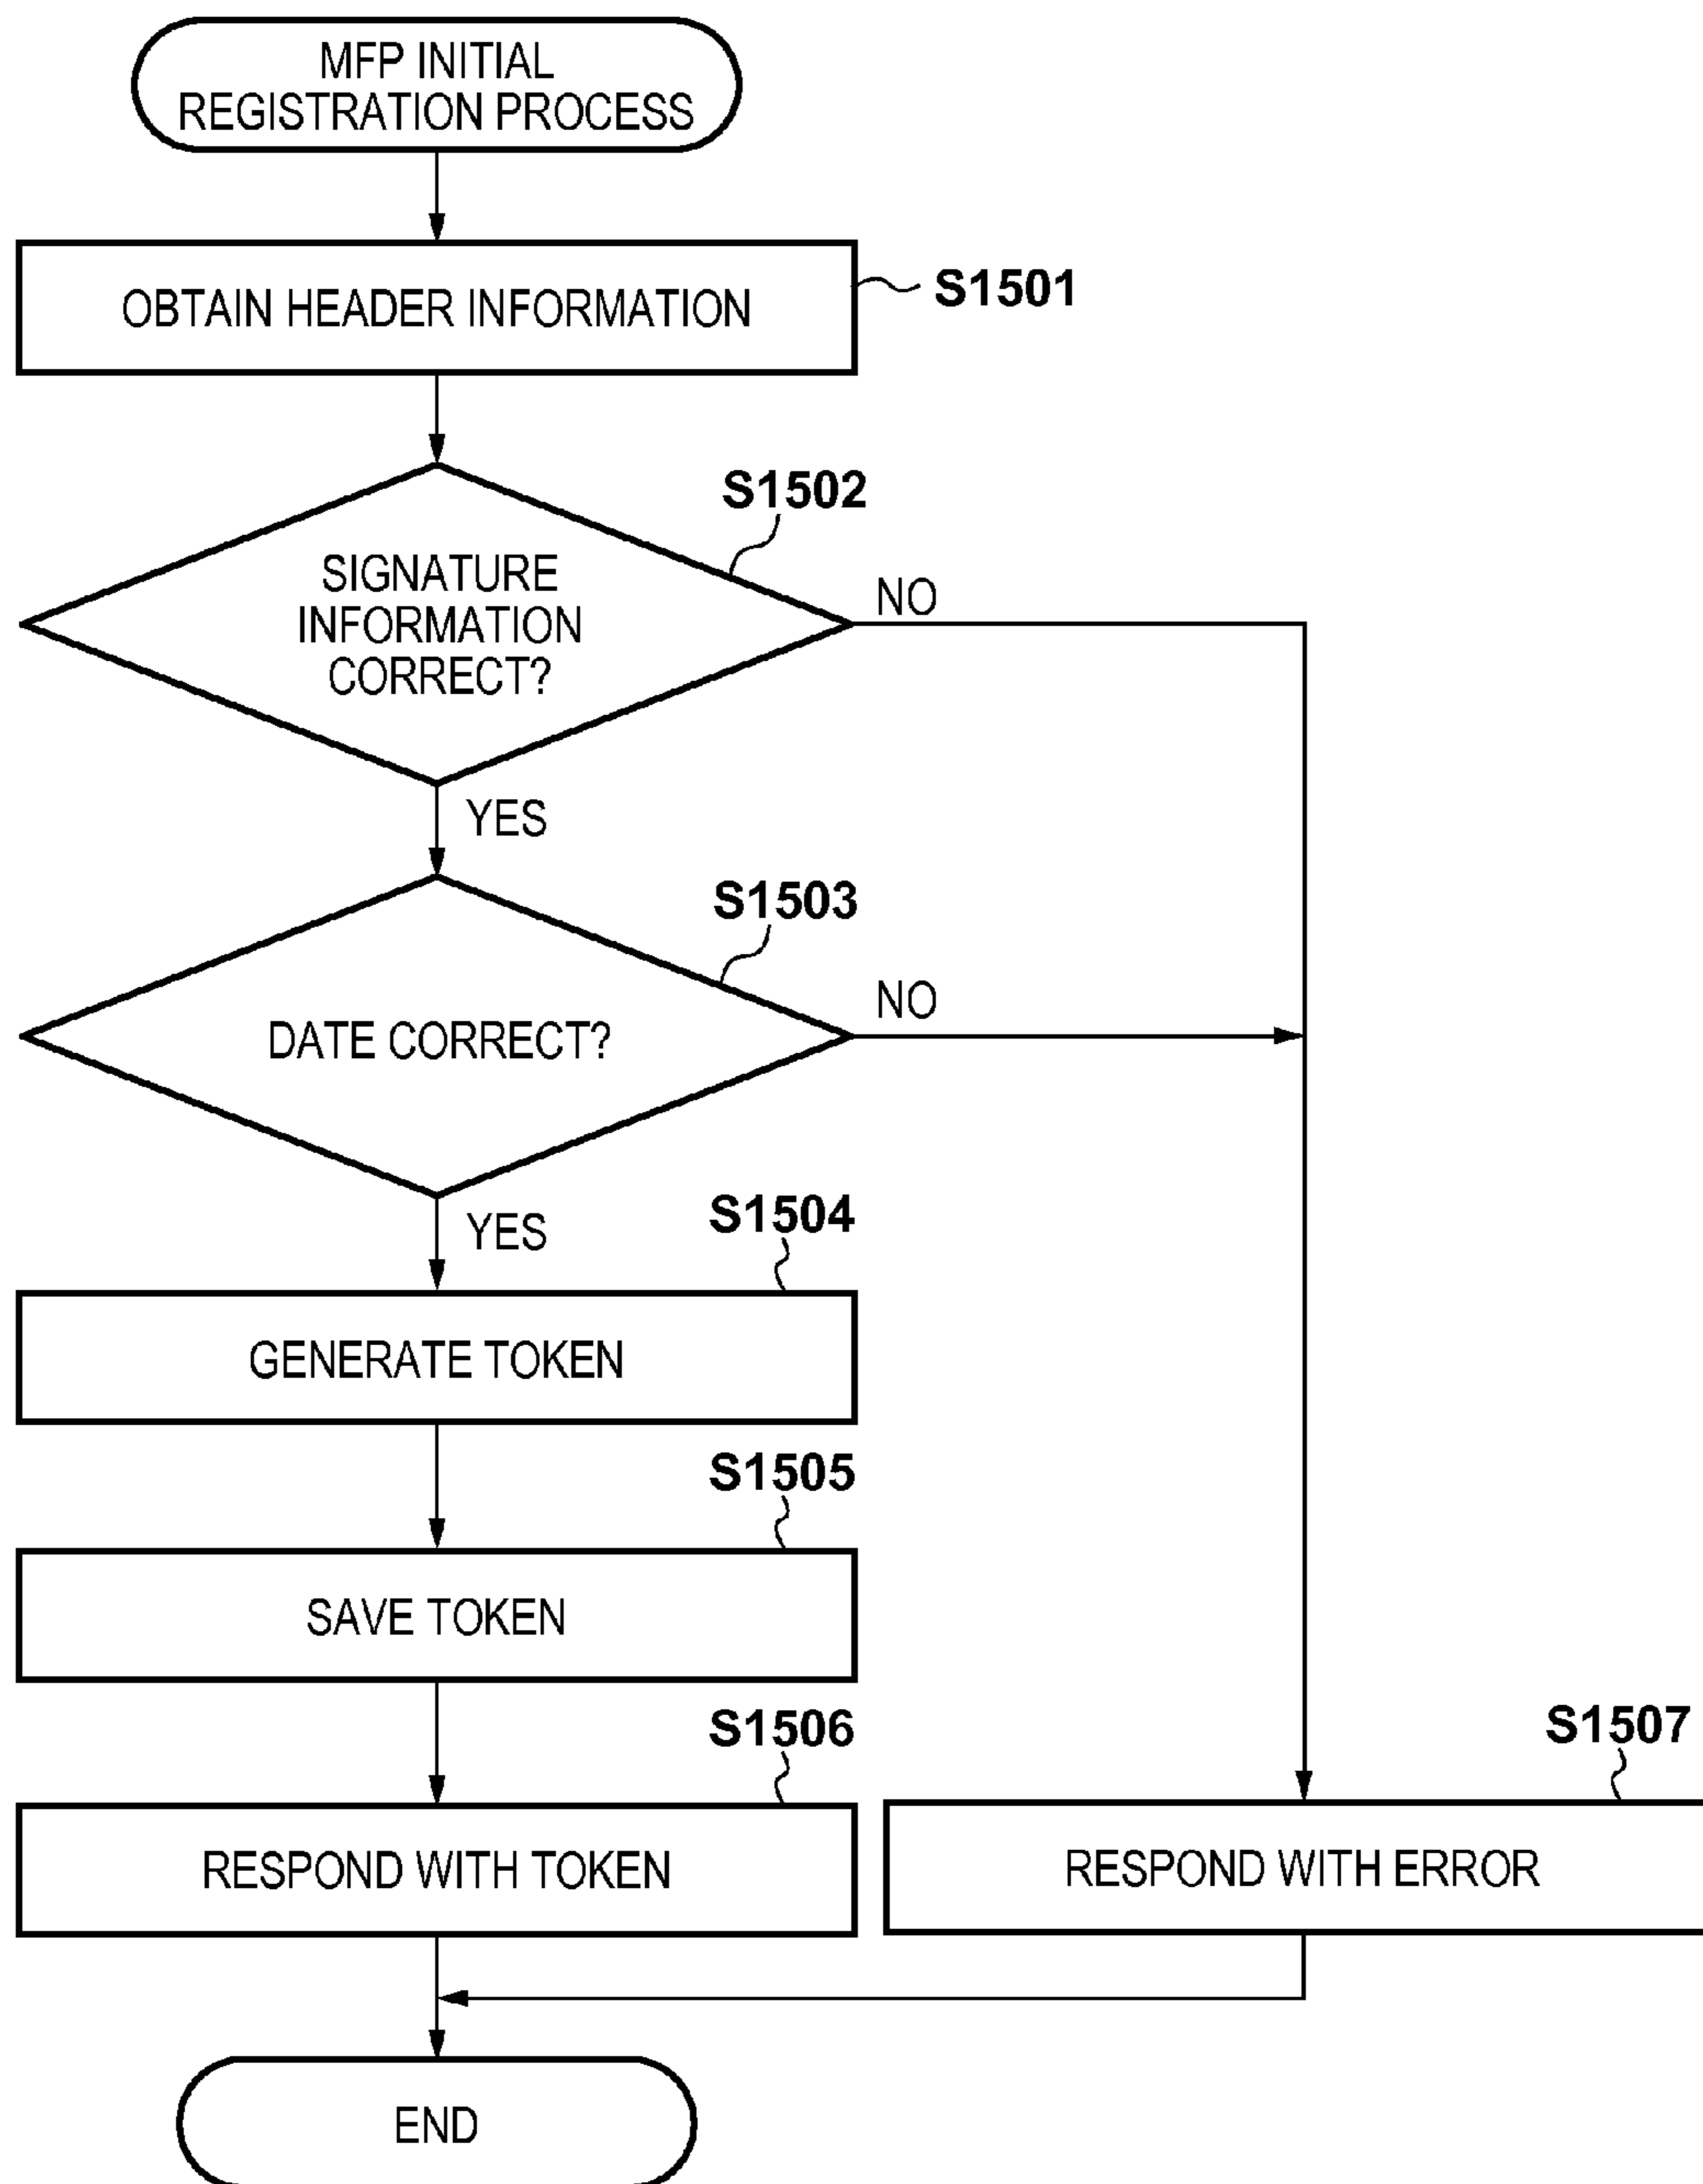 MFP INITIAL
REGISTRATION PROCESS
OBTAIN HEADER INFORMATION
S1501
S1502
SIGNATURE
INFORMATION
CORRECT?
NO
YES
S1503
DATE CORRECT?
NO
YES
S1504
GENERATE TOKEN
S1505
SAVE TOKEN
S1506
RESPOND WITH TOKEN
S1507
RESPOND WITH ERROR
END